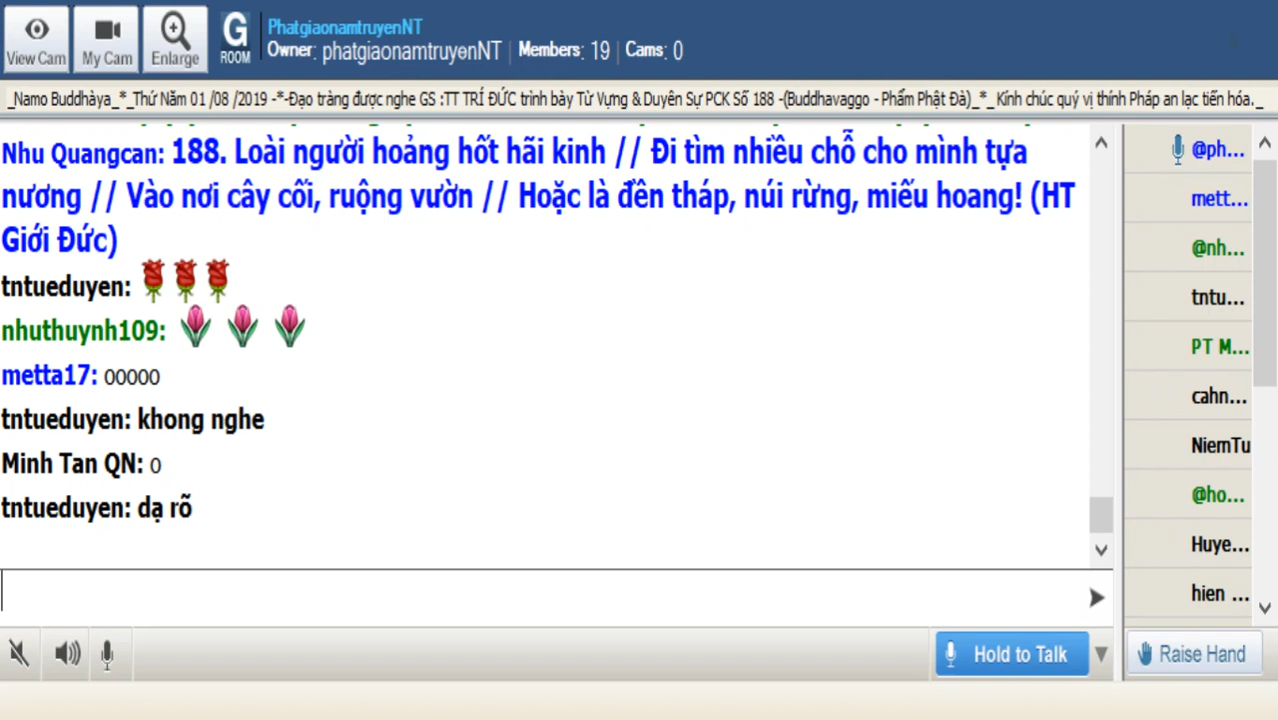 PhatgiaonamtruyenNT
View Cam
My Cam
Enlarge
G ROOM
Owner: phatgiaonamtruyenNT | Members: 19 | Cams: 0
_Namo Buddhàya_*_Thứ Năm 01 /08 /2019 -*-Đạo tràng được nghe GS :TT TRÍ ĐỨC trình bày Từ Vựng & Duyên Sự PCK Số 188 -(Buddhavaggo - Phẩm Phật Đà)_*_ Kính chúc quý vị thính Pháp an lạc tiến hóa._
Nhu Quangcan: 188. Loài người hoảng hốt hãi kinh // Đi tìm nhiều chỗ cho mình tựa
nương // Vào nơi cây cối, ruộng vườn // Hoặc là đền tháp, núi rừng, miếu hoang! (HT
Giới Đức)
tntueduyen:
nhuthuynh109:
metta17: 00000
tntueduyen: khong nghe
Minh Tan QN: 0
tntueduyen: dạ rõ
@ph...
mett...
@nh...
tntu...
PT M...
cahn...
NiemTu
@ho...
Huye...
hien ...
Hold to Talk
Raise Hand